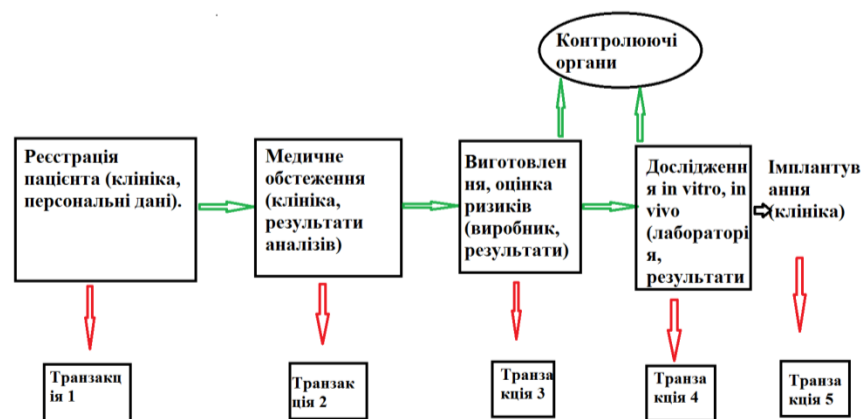 Контролюючі
органи
Реєстрація
пацієнта (клініка,
персональні дані).
Медичне
обстеження
(клініка,
результати
аналізів)
Виготовлен
ня, оцінка
ризиків
(виробник,
результати)
Дослідженн
я in vitro, in
vivo
(лабораторі
я,
результати
Імплантув
ання
(клініка)
Транзакц
ія 1
Транзак
ція 2
Транза
кція 3
Транза
кція 4
Транза
кція 5